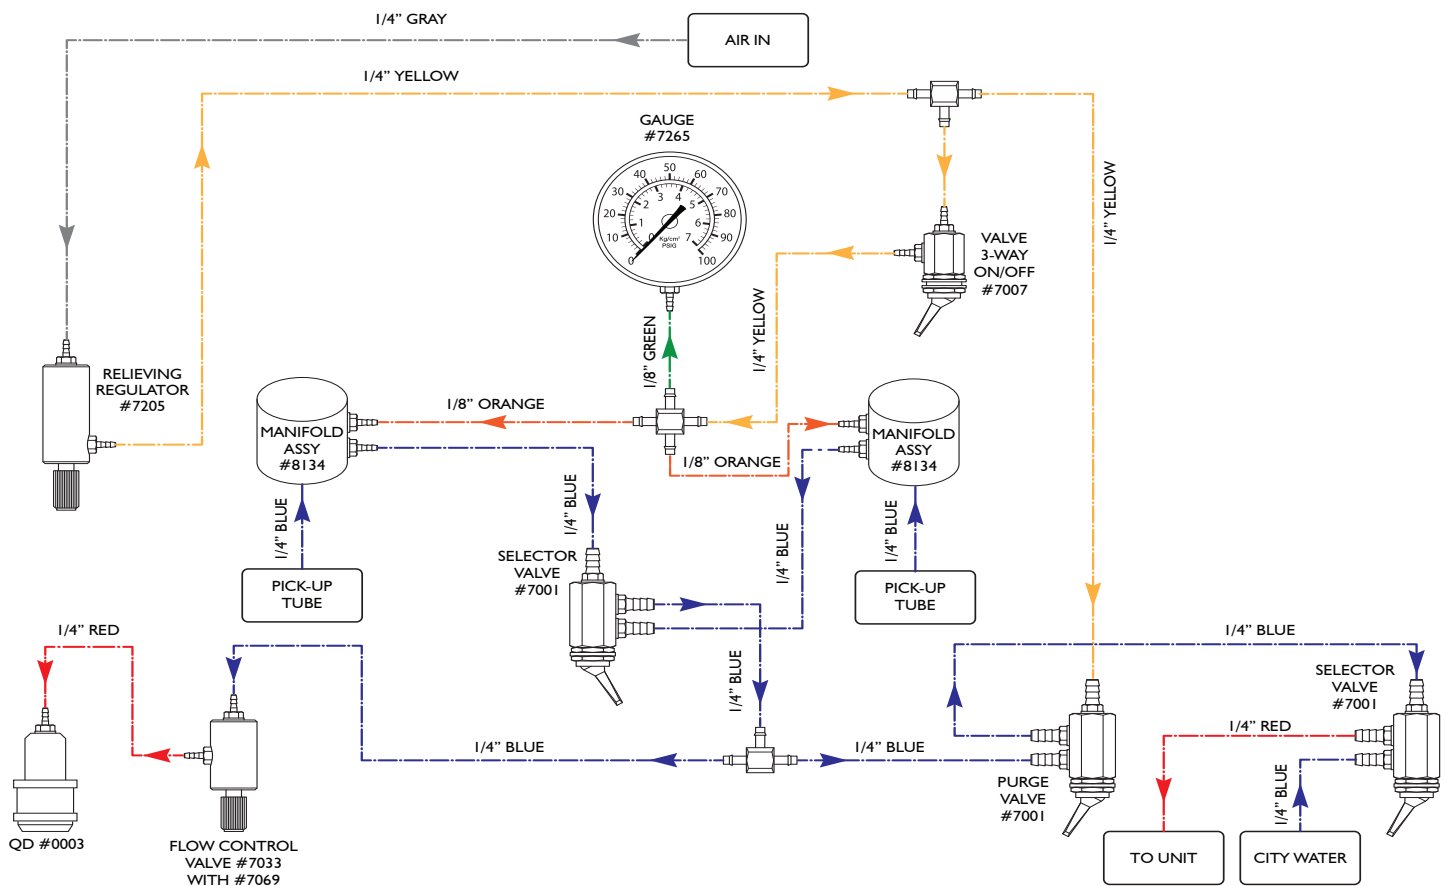 1/4” GRAY
AIR IN
1/4” YELLOW
GAUGE
#7265
0
10
20
30
40
50
60
70
80
90
100
0
1
2
3
4
5
6
7
Kg/cm²
PSIG
1/4” YELLOW
VALVE
3-WAY
ON/OFF
#7007
1/4” YELLOW
1/8” GREEN
RELIEVING
REGULATOR
#7205
1/8” ORANGE
MANIFOLD
ASSY
#8134
1/8” ORANGE
MANIFOLD
ASSY
#8134
1/4” BLUE
1/4” BLUE
1/4” BLUE
1/4” BLUE
SELECTOR
VALVE
#7001
PICK-UP
TUBE
PICK-UP
TUBE
1/4” RED
1/4” BLUE
1/4” BLUE
SELECTOR
VALVE
#7001
1/4” RED
1/4” BLUE
1/4” BLUE
PURGE
VALVE
#7001
1/4” BLUE
QD #0003
FLOW CONTROL
VALVE #7033
WITH #7069
TO UNIT
CITY WATER